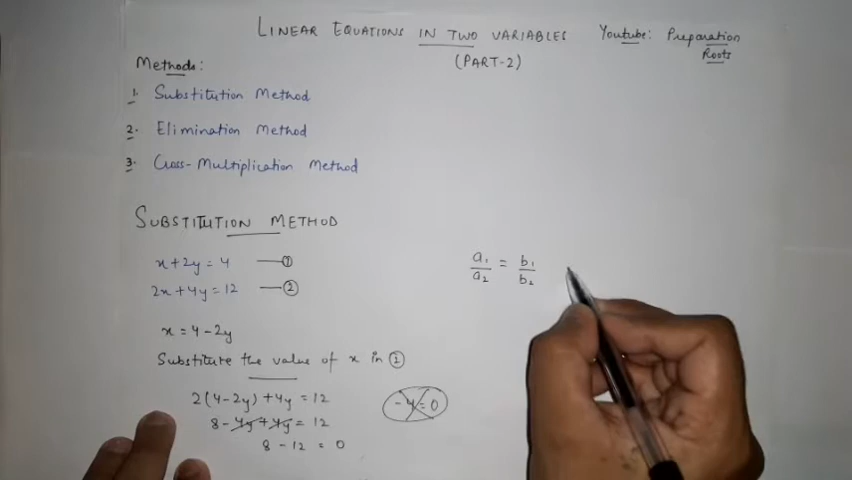 LINEAR EQUATIONS IN TWO VARIABLES
(PART-2)
Youtube: Preparation
Roots
Methods:
1. Substitution Method
2. Elimination Method
3. Cross-Multiplication Method
SUBSTITUTION METHOD
x+2y = 4 — ①
2x+4y = 12 — ②
x = 4-2y
Substitute the value of x in ②
2(4-2y) +4y = 12
8-4y+4y = 12
8 - 12 = 0
-4=0
a₁/a₂ = b₁/b₂